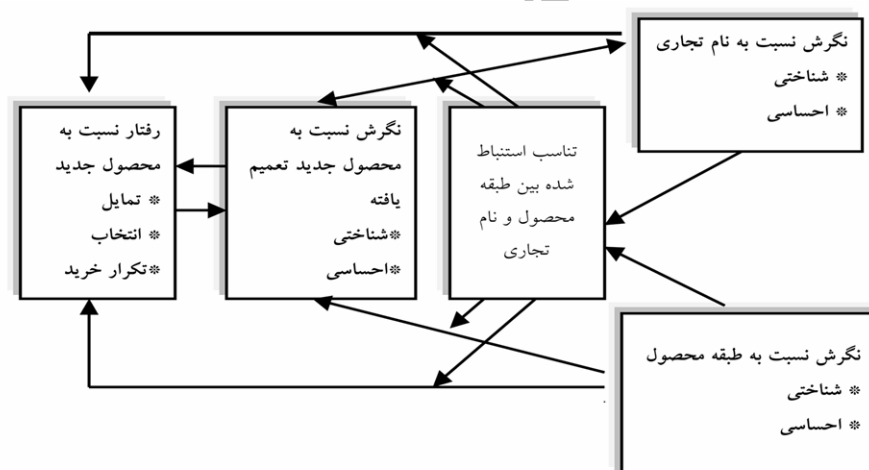 نگرش نسبت به نام تجاری
* شناختی
* احساسی
تناسب استنباط
شده بین طبقه
محصول و نام
تجاری
نگرش نسبت به
محصول جدید تعمیم
یافته
*شناختی
*احساسی
رفتار نسبت به
محصول جدید
* تمایل
* انتخاب
*تکرار خرید
نگرش نسبت به طبقه محصول
* شناختی
* احساسی